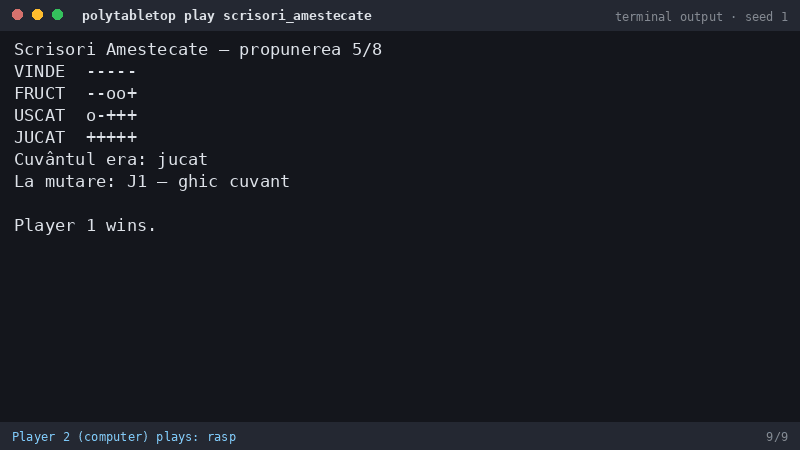 polytabletop play scrisori_amestecate
terminal output · seed 1
Scrisori Amestecate — propunerea 5/8
VINDE  -----
FRUCT  --oo+
USCAT  o-+++
JUCAT  +++++
Cuvântul era: jucat
La mutare: J1 — ghic cuvant
Player 1 wins.
Player 2 (computer) plays: rasp
9/9